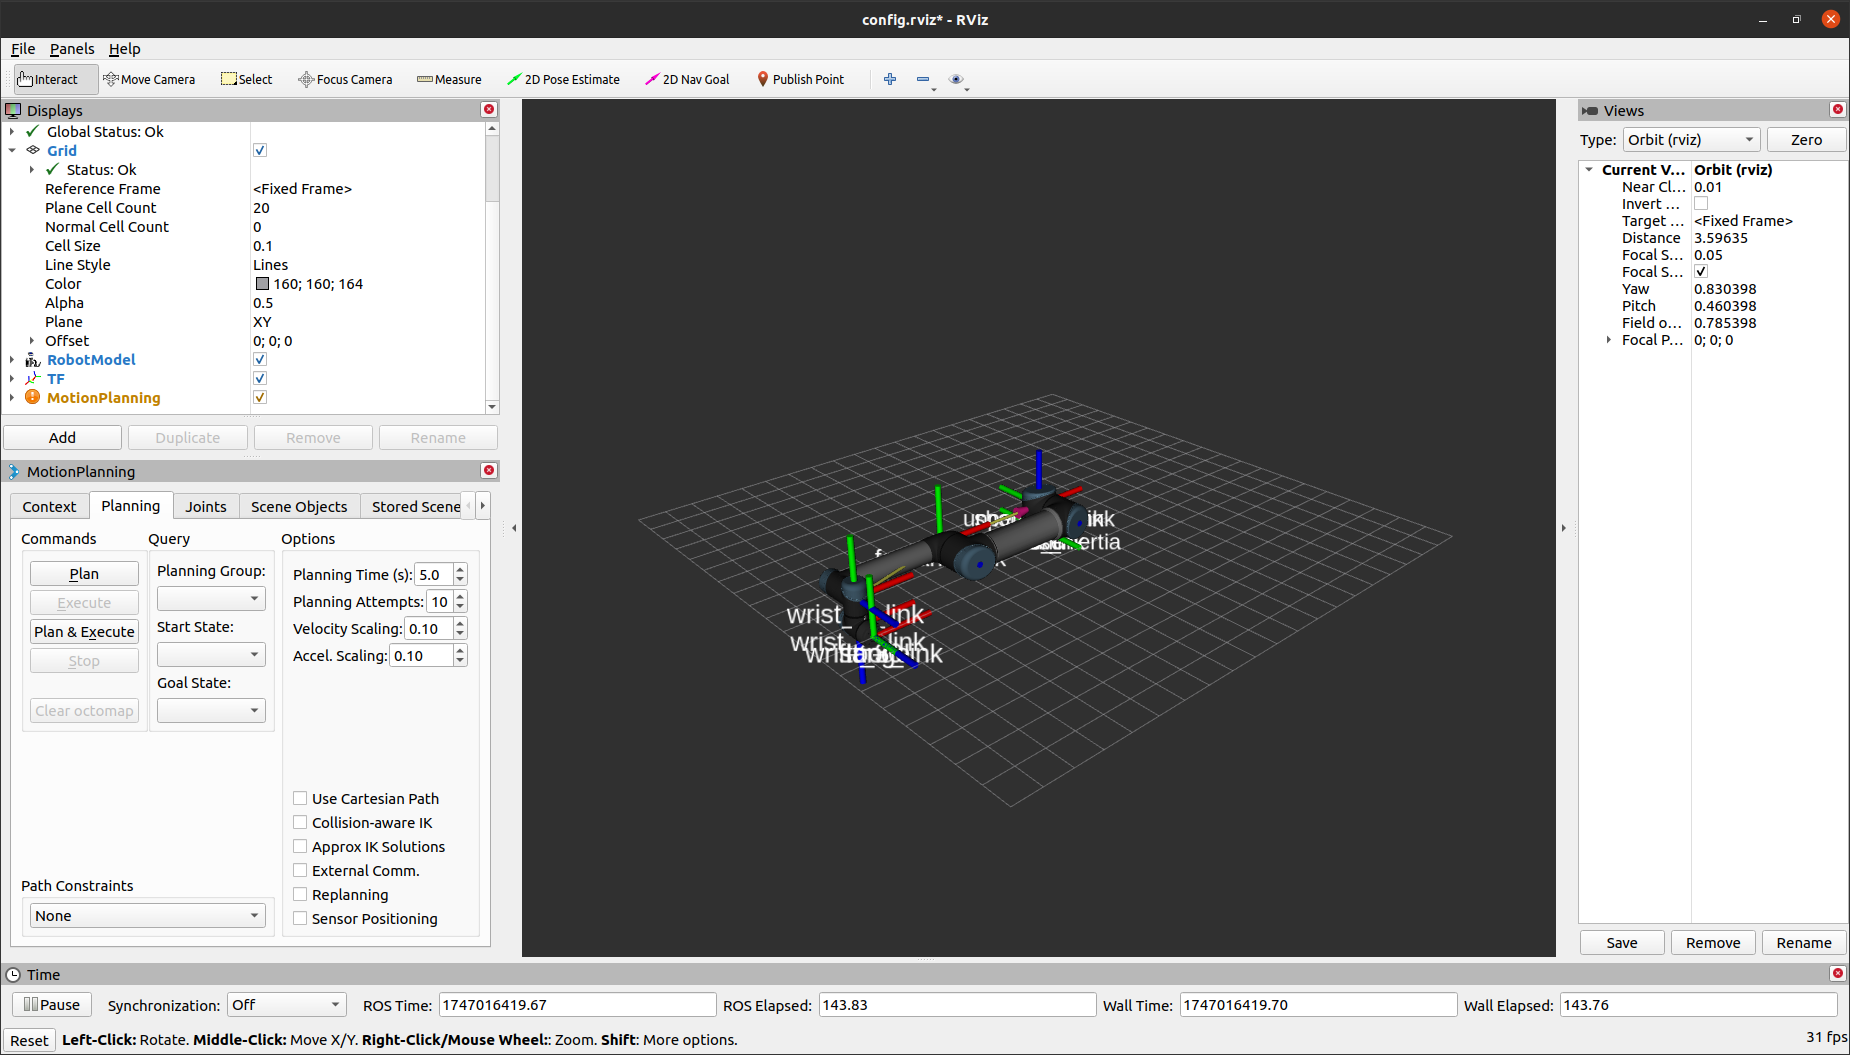 config.rviz* - RViz
File Panels Help
Interact Move Camera Select Focus Camera Measure 2D Pose Estimate 2D Nav Goal Publish Point
Displays
Global Status: Ok
Grid
Status: Ok
Reference Frame <Fixed Frame>
Plane Cell Count 20
Normal Cell Count 0
Cell Size 0.1
Line Style Lines
Color 160; 160; 164
Alpha 0.5
Plane XY
Offset 0; 0; 0
RobotModel
TF
MotionPlanning
Add Duplicate Remove Rename
MotionPlanning
Context Planning Joints Scene Objects Stored Scene
Commands Query Options
Plan
Execute
Plan & Execute
Stop
Clear octomap
Planning Group:
Start State:
Goal State:
Planning Time (s): 5.0
Planning Attempts: 10
Velocity Scaling: 0.10
Accel. Scaling: 0.10
Use Cartesian Path
Collision-aware IK
Approx IK Solutions
External Comm.
Replanning
Sensor Positioning
Path Constraints
None
wrist_ link
wrist_ link
Views
Type: Orbit (rviz) Zero
Current V... Orbit (rviz)
Near Cl... 0.01
Invert ...
Target ... <Fixed Frame>
Distance 3.59635
Focal S... 0.05
Focal S...
Yaw 0.830398
Pitch 0.460398
Field o... 0.785398
Focal P... 0; 0; 0
Save Remove Rename
Time
Pause Synchronization: Off ROS Time: 1747016419.67 ROS Elapsed: 143.83 Wall Time: 1747016419.70 Wall Elapsed: 143.76
Reset Left-Click: Rotate. Middle-Click: Move X/Y. Right-Click/Mouse Wheel:: Zoom. Shift: More options. 31 fps